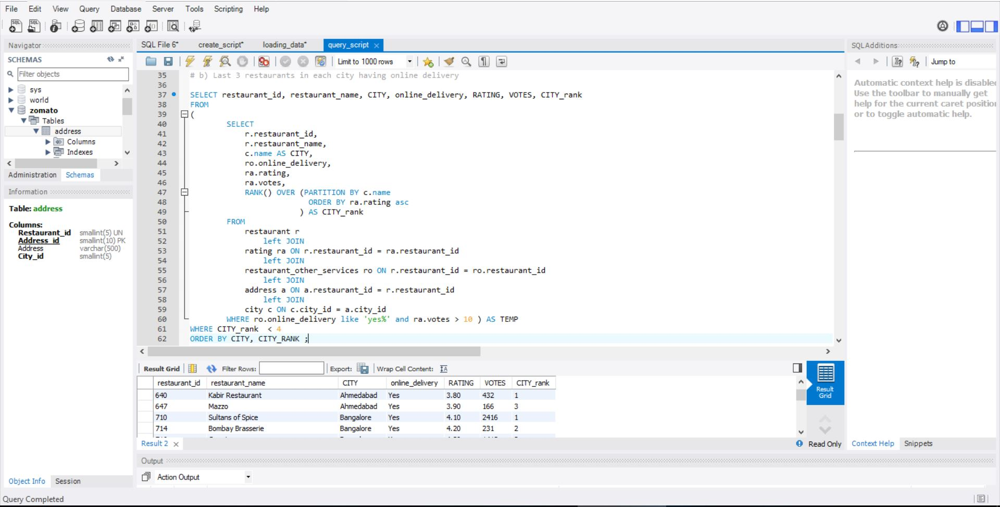 File Edit View Query Database Server Tools Scripting Help
Navigator
SCHEMAS
Filter objects
sys
world
zomato
Tables
address
Columns
Indexes
Administration Schemas
Information
Table: address
Columns:
Restaurant_id smallint(5) UN
Address_id smallint(10) PK
Address varchar(500)
City_id smallint(5)
Object Info Session
SQL File 6* create_script* loading_data* query_script
Limit to 1000 rows
35 # b) Last 3 restaurants in each city having online delivery
36
37 SELECT restaurant_id, restaurant_name, CITY, online_delivery, RATING, VOTES, CITY_rank
38 FROM
39 (
40 SELECT
41 r.restaurant_id,
42 r.restaurant_name,
43 c.name AS CITY,
44 ro.online_delivery,
45 ra.rating,
46 ra.votes,
47 RANK() OVER (PARTITION BY c.name
48 ORDER BY ra.rating asc
49 ) AS CITY_rank
50 FROM
51 restaurant r
52 left JOIN
53 rating ra ON r.restaurant_id = ra.restaurant_id
54 left JOIN
55 restaurant_other_services ro ON r.restaurant_id = ro.restaurant_id
56 left JOIN
57 address a ON a.restaurant_id = r.restaurant_id
58 left JOIN
59 city c ON c.city_id = a.city_id
60 WHERE ro.online_delivery like 'yes%' and ra.votes > 10 ) AS TEMP
61 WHERE CITY_rank < 4
62 ORDER BY CITY, CITY_RANK ;
Result Grid Filter Rows: Export: Wrap Cell Content:
restaurant_id restaurant_name CITY online_delivery RATING VOTES CITY_rank
640 Kabir Restaurant Ahmedabad Yes 3.80 432 1
647 Mazzo Ahmedabad Yes 3.90 166 3
710 Sultans of Spice Bangalore Yes 4.10 2416 1
714 Bombay Brasserie Bangalore Yes 4.20 231 2
Result Grid
Result 2
Read Only
Output
Action Output
SQLAdditions
Jump to
Automatic context help is disabled
Use the toolbar to manually get
help for the current caret position
or to toggle automatic help.
Context Help Snippets
Query Completed